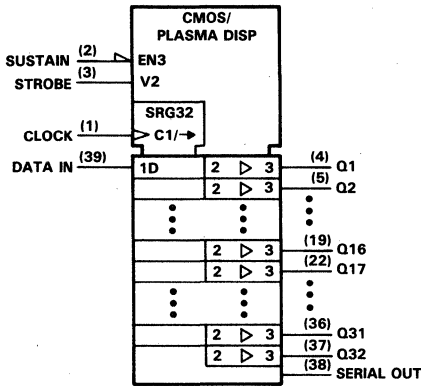 CMOS/
PLASMA DISP
SUSTAIN (2) EN3
STROBE (3) V2
SRG32
CLOCK (1) C1/→
DATA IN (39) 1D 2 ▷ 3 (4) Q1
2 ▷ 3 (5) Q2
2 ▷ 3 (19) Q16
2 ▷ 3 (22) Q17
2 ▷ 3 (36) Q31
2 ▷ 3 (37) Q32
(38) SERIAL OUT